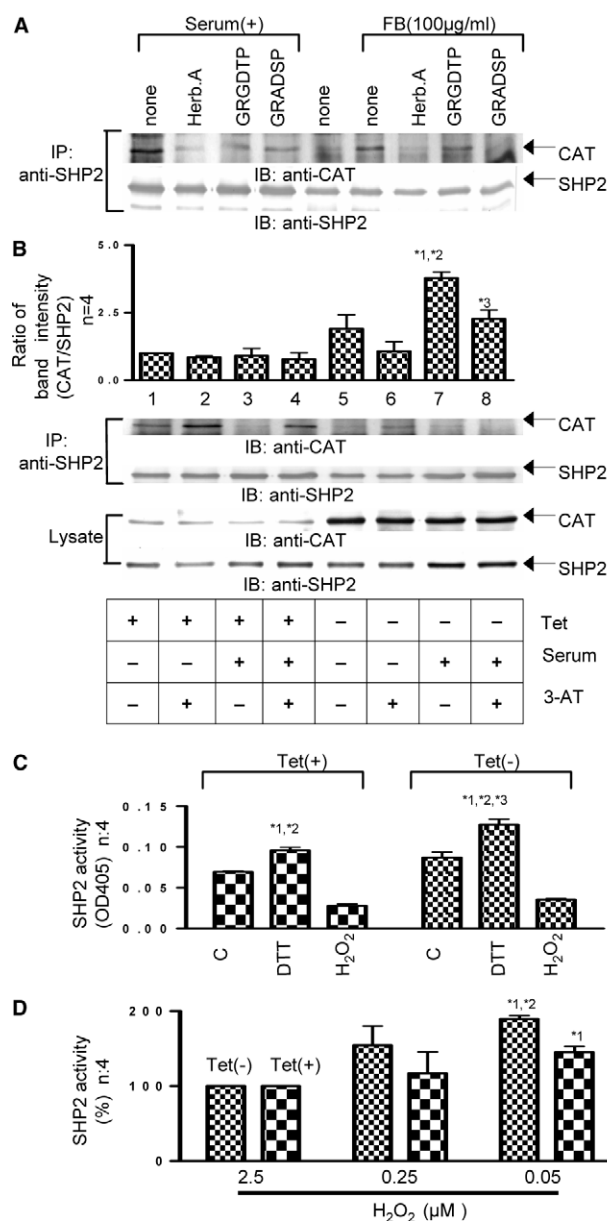 A
Serum(+)
FB(100µg/ml)
none
Herb.A
GRGDTP
GRADSP
none
none
Herb.A
GRGDTP
GRADSP
IP:
anti-SHP2
CAT
IB: anti-CAT
SHP2
IB: anti-SHP2
B
Ratio of
band intensity
(CAT/SHP2)
n=4
5.0
2.5
0.0
*1,*2
*3
1 2 3 4 5 6 7 8
IP:
anti-SHP2
CAT
IB: anti-CAT
SHP2
IB: anti-SHP2
Lysate
CAT
IB: anti-CAT
SHP2
IB: anti-SHP2
+ + + + − − − − Tet
− − + + − − + + Serum
− + − + − + − + 3-AT
C
Tet(+)
Tet(-)
SHP2 activity
(OD405) n:4
0.15
0.10
0.05
0.00
*1,*2
*1,*2,*3
C DTT H₂O₂ C DTT H₂O₂
D
SHP2 activity
(%) n:4
200
100
0
Tet(-) Tet(+)
*1,*2
*1
2.5 0.25 0.05
H₂O₂ (µM)